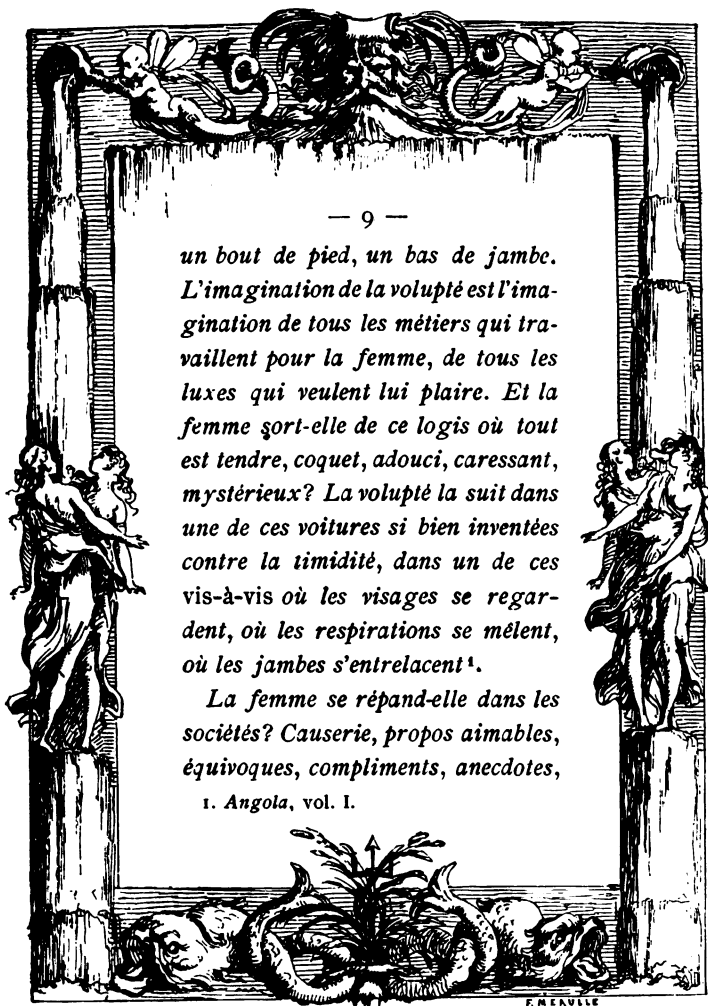 — 9 —
un bout de pied, un bas de jambe.
L'imagination de la volupté est l'ima-
gination de tous les métiers qui tra-
vaillent pour la femme, de tous les
luxes qui veulent lui plaire. Et la
femme sort-elle de ce logis où tout
est tendre, coquet, adouci, caressant,
mystérieux? La volupté la suit dans
une de ces voitures si bien inventées
contre la timidité, dans un de ces
vis-à-vis où les visages se regar-
dent, où les respirations se mêlent,
où les jambes s'entrelacent¹.
La femme se répand-elle dans les
sociétés? Causerie, propos aimables,
équivoques, compliments, anecdotes,
1. Angola, vol. I.
F. MÉAULLE